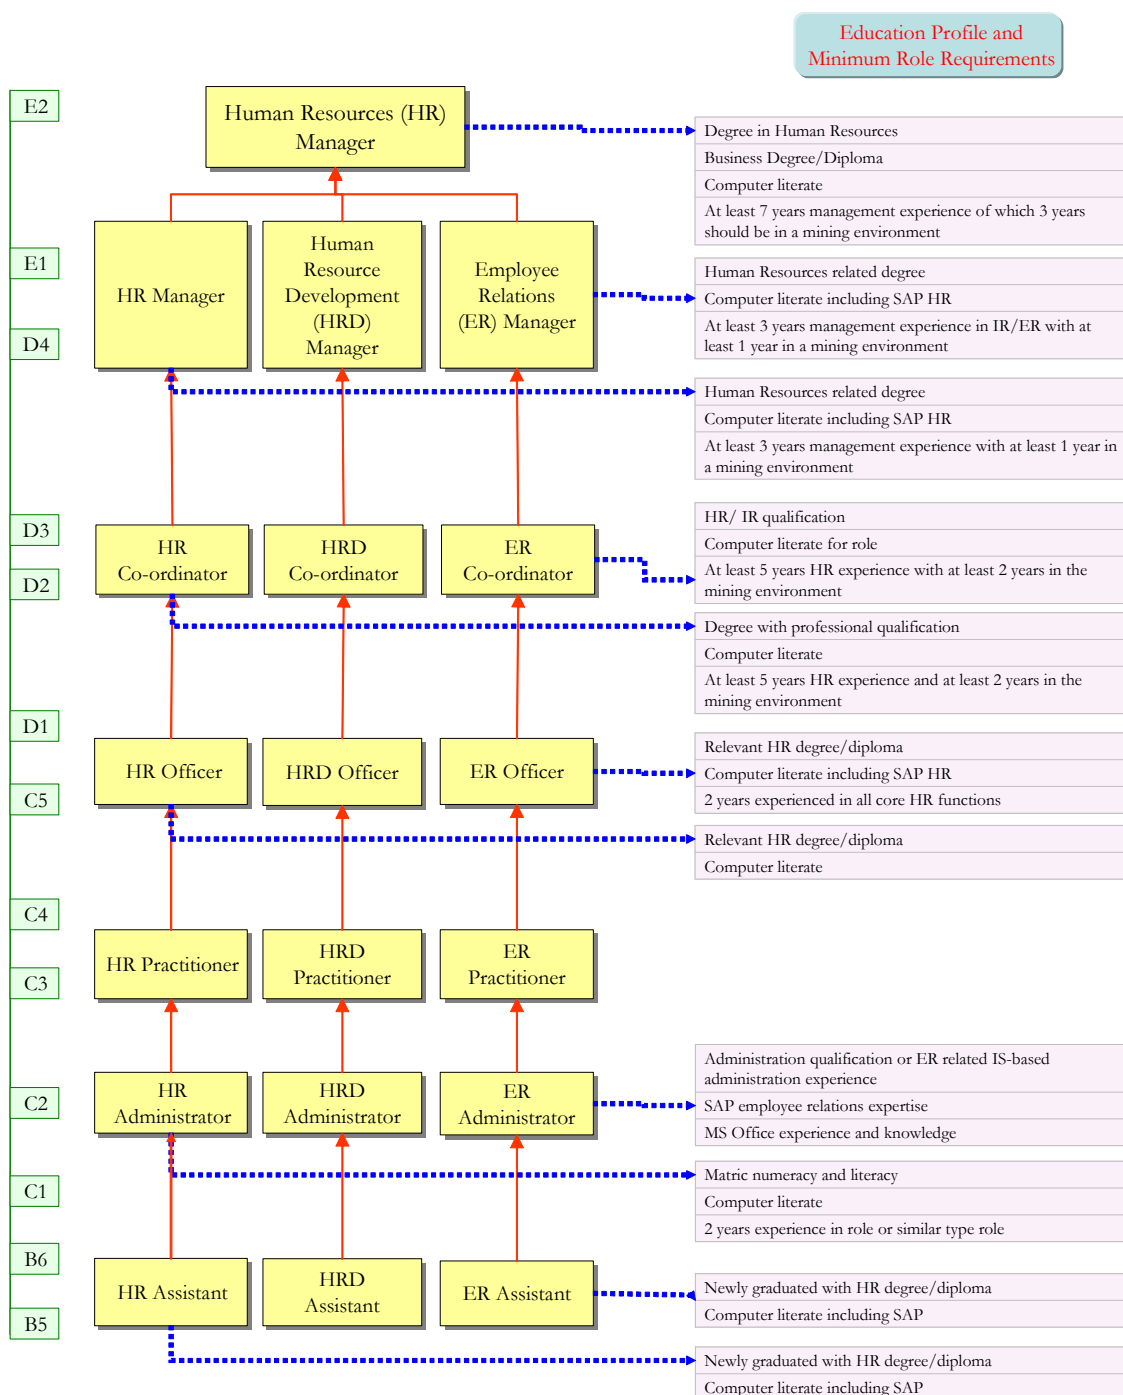 Education Profile and
Minimum Role Requirements
E2
Human Resources (HR)
Manager
Degree in Human Resources
Business Degree/Diploma
Computer literate
At least 7 years management experience of which 3 years
should be in a mining environment
E1
D4
HR Manager
Human
Resource
Development
(HRD)
Manager
Employee
Relations
(ER) Manager
Human Resources related degree
Computer literate including SAP HR
At least 3 years management experience in IR/ER with at
least 1 year in a mining environment
Human Resources related degree
Computer literate including SAP HR
At least 3 years management experience with at least 1 year in
a mining environment
D3
D2
HR
Co-ordinator
HRD
Co-ordinator
ER
Co-ordinator
HR/ IR qualification
Computer literate for role
At least 5 years HR experience with at least 2 years in the
mining environment
Degree with professional qualification
Computer literate
At least 5 years HR experience and at least 2 years in the
mining environment
D1
C5
HR Officer
HRD Officer
ER Officer
Relevant HR degree/diploma
Computer literate including SAP HR
2 years experienced in all core HR functions
Relevant HR degree/diploma
Computer literate
C4
C3
HR Practitioner
HRD
Practitioner
ER
Practitioner
C2
HR
Administrator
HRD
Administrator
ER
Administrator
Administration qualification or ER related IS-based
administration experience
SAP employee relations expertise
MS Office experience and knowledge
C1
Matric numeracy and literacy
Computer literate
2 years experience in role or similar type role
B6
B5
HR Assistant
HRD
Assistant
ER Assistant
Newly graduated with HR degree/diploma
Computer literate including SAP
Newly graduated with HR degree/diploma
Computer literate including SAP